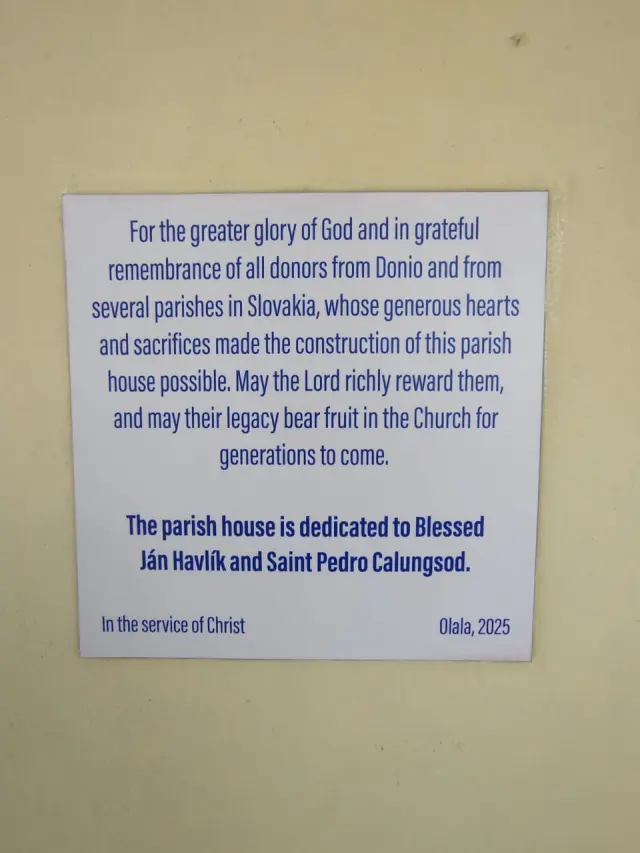 For the greater glory of God and in grateful
remembrance of all donors from Donio and from
several parishes in Slovakia, whose generous hearts
and sacrifices made the construction of this parish
house possible. May the Lord richly reward them,
and may their legacy bear fruit in the Church for
generations to come.
The parish house is dedicated to Blessed
Ján Havlík and Saint Pedro Calungsod.
In the service of Christ
Olala, 2025